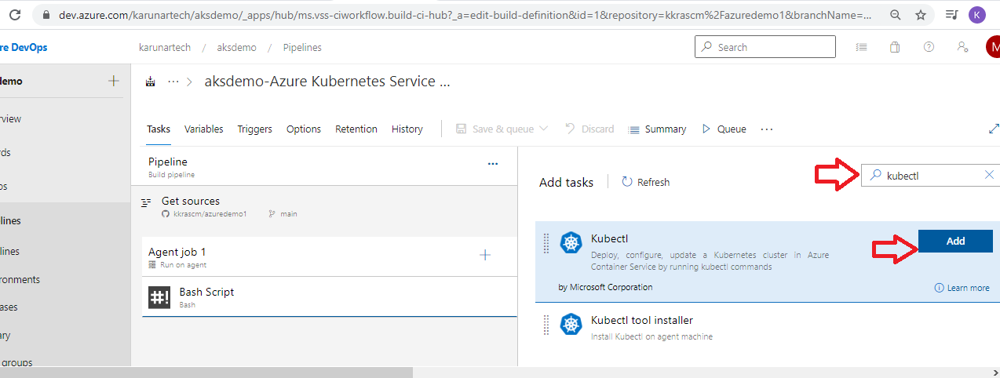 dev.azure.com/karunartech/aksdemo/_apps/hub/ms.vss-ciworkflow.build-ci-hub?_a=edit-build-definition&id=1&repository=kkrascm%2Fazuredemo1&branchName=...
K
re DevOps
karunartech / aksdemo / Pipelines
Search
M
demo
aksdemo-Azure Kubernetes Service ...
rview
rds
os
lines
lines
ronments
ases
ary
groups
Tasks Variables Triggers Options Retention History
Save & queue Discard Summary Queue ...
Pipeline
Build pipeline
Get sources
kkrascm/azuredemo1 main
Agent job 1
Run on agent
#!
Bash Script
Bash
Add tasks
Refresh
kubectl
Kubectl
Deploy, configure, update a Kubernetes cluster in Azure
Container Service by running kubectl commands
by Microsoft Corporation
Add
Learn more
Kubectl tool installer
Install Kubectl on agent machine